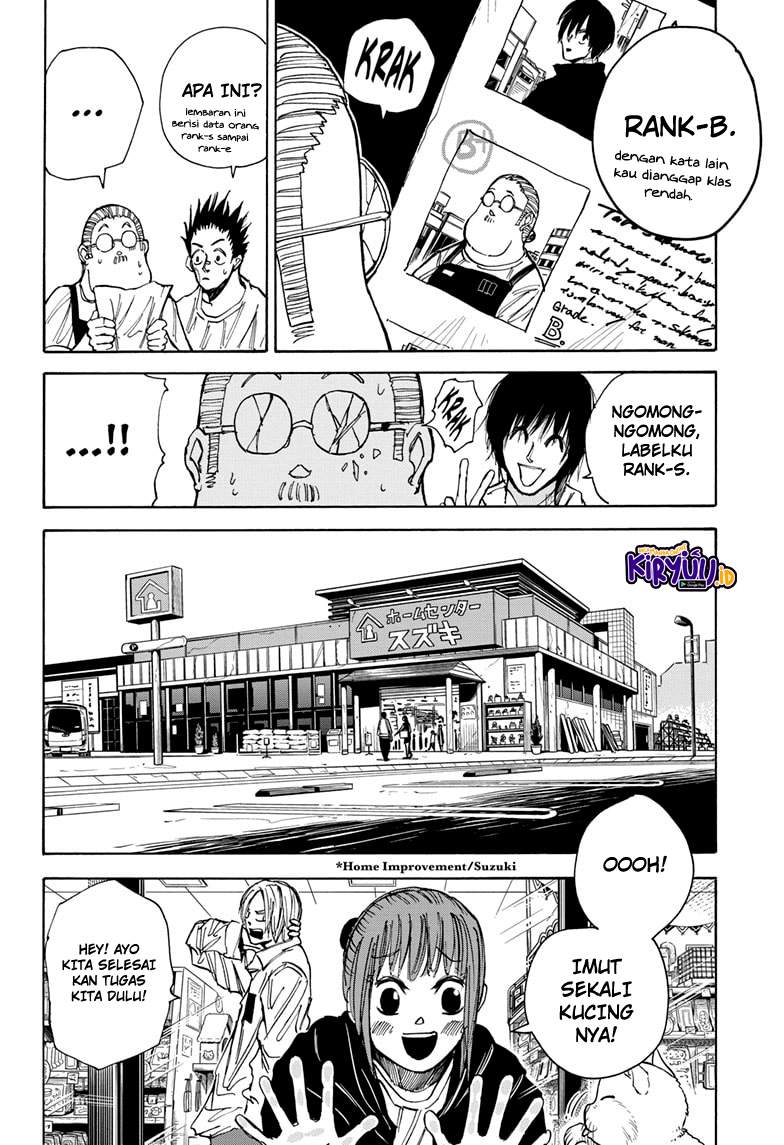 RANK-B.
dengan kata lain
kau dianggap klas
rendah.
KRAK
B+
Grade.
B.
APA INI?
lembaran ini
berisi data orang
rank-s sampai
rank-e
...
NGOMONG-
NGOMONG,
LABELKU
RANK-S.
KRAK
...!!
KIRYUU.ID
ホームセンター
スズキ
*Home Improvement/Suzuki
OOOH!
IMUT
SEKALI
KUCING
NYA!
HEY! AYO
KITA SELESAI
KAN TUGAS
KITA DULU!